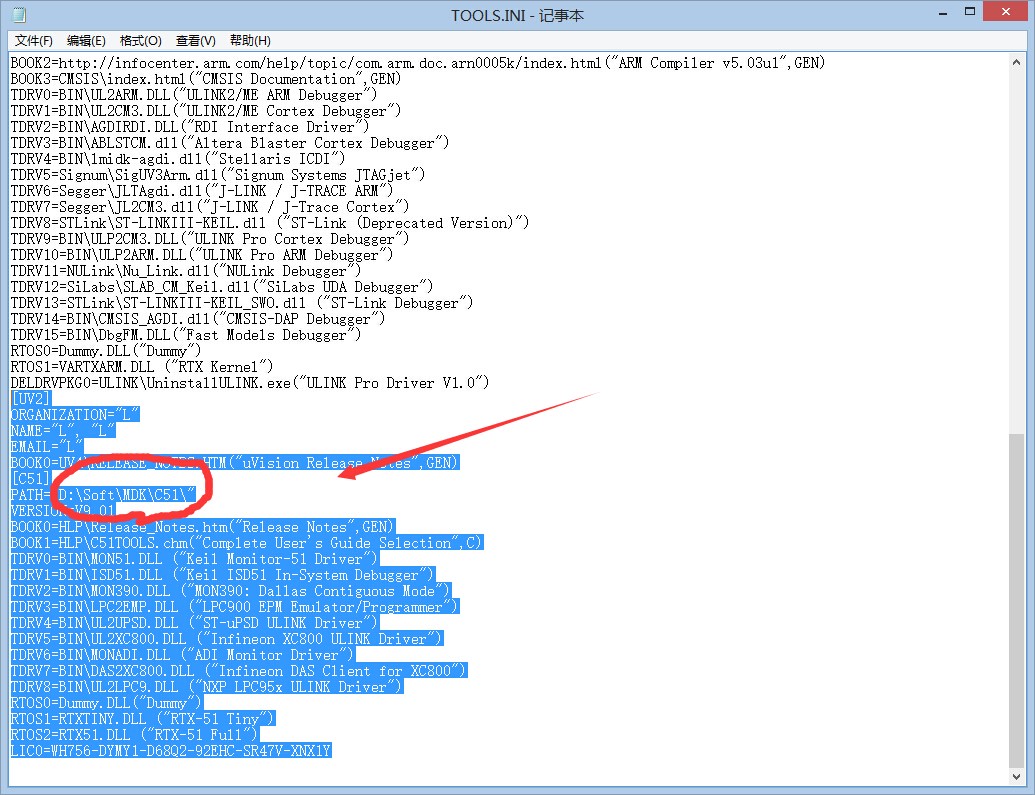 TOOLS.INI - 记事本
文件(F) 编辑(E) 格式(O) 查看(V) 帮助(H)
BOOK2=http://infocenter.arm.com/help/topic/com.arm.doc.arn0005k/index.html("ARM Compiler v5.03u1",GEN)
BOOK3=CMSIS\index.html("CMSIS Documentation",GEN)
TDRV0=BIN\UL2ARM.DLL("ULINK2/ME ARM Debugger")
TDRV1=BIN\UL2CM3.DLL("ULINK2/ME Cortex Debugger")
TDRV2=BIN\AGDIRDI.DLL("RDI Interface Driver")
TDRV3=BIN\ABLSTCM.dll("Altera Blaster Cortex Debugger")
TDRV4=BIN\lmidk-agdi.dll("Stellaris ICDI")
TDRV5=Signum\SigUV3Arm.dll("Signum Systems JTAGjet")
TDRV6=Segger\JLTAgdi.dll("J-LINK / J-TRACE ARM")
TDRV7=Segger\JL2CM3.dll("J-LINK / J-Trace Cortex")
TDRV8=STLink\ST-LINKIII-KEIL.dll ("ST-Link (Deprecated Version)")
TDRV9=BIN\ULP2CM3.DLL("ULINK Pro Cortex Debugger")
TDRV10=BIN\ULP2ARM.DLL("ULINK Pro ARM Debugger")
TDRV11=NULink\Nu_Link.dll("NULink Debugger")
TDRV12=SiLabs\SLAB_CM_Keil.dll("SiLabs UDA Debugger")
TDRV13=STLink\ST-LINKIII-KEIL_SWO.dll ("ST-Link Debugger")
TDRV14=BIN\CMSIS_AGDI.dll("CMSIS-DAP Debugger")
TDRV15=BIN\DbgFM.DLL("Fast Models Debugger")
RTOS0=Dummy.DLL("Dummy")
RTOS1=VARTXARM.DLL ("RTX Kernel")
DELDRVPKG0=ULINK\UninstallULINK.exe("ULINK Pro Driver V1.0")
[UV2]
ORGANIZATION="L"
NAME="L", "L"
EMAIL="L"
BOOK0=UV4\RELEASE_NOTES.HTM("uVision Release Notes",GEN)
[C51]
PATH="D:\Soft\MDK\C51\"
VERSION=V9.01
BOOK0=HLP\Release_Notes.htm("Release Notes",GEN)
BOOK1=HLP\C51TOOLS.chm("Complete User's Guide Selection",C)
TDRV0=BIN\MON51.DLL ("Keil Monitor-51 Driver")
TDRV1=BIN\ISD51.DLL ("Keil ISD51 In-System Debugger")
TDRV2=BIN\MON390.DLL ("MON390: Dallas Contiguous Mode")
TDRV3=BIN\LPC2EMP.DLL ("LPC900 EPM Emulator/Programmer")
TDRV4=BIN\UL2UPSD.DLL ("ST-uPSD ULINK Driver")
TDRV5=BIN\UL2XC800.DLL ("Infineon XC800 ULINK Driver")
TDRV6=BIN\MONADI.DLL ("ADI Monitor Driver")
TDRV7=BIN\DAS2XC800.DLL ("Infineon DAS Client for XC800")
TDRV8=BIN\UL2LPC9.DLL ("NXP LPC95x ULINK Driver")
RTOS0=Dummy.DLL("Dummy")
RTOS1=RTXTINY.DLL ("RTX-51 Tiny")
RTOS2=RTX51.DLL ("RTX-51 Full")
LIC0=WH756-DYMY1-D68Q2-92EHC-SR47V-XNX1Y